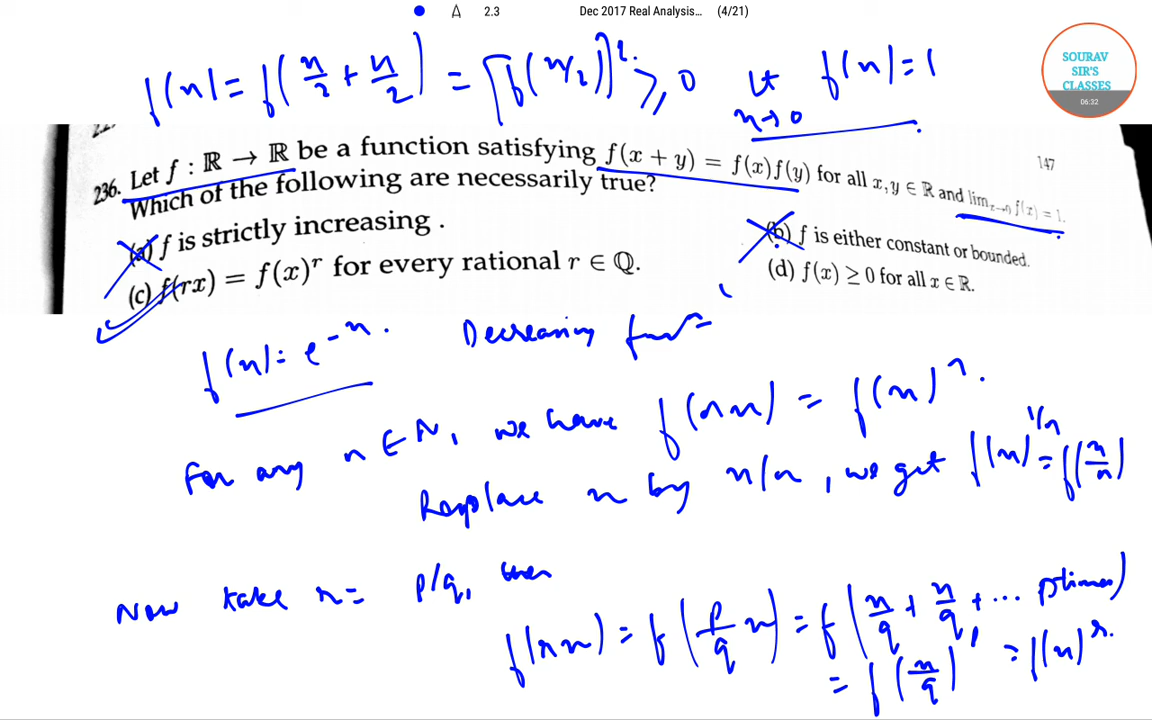 2.3 Dec 2017 Real Analysis... (4/21)
SOURAV
SIR'S
CLASSES
06:32
f(x) = f(x/2 + x/2) = [f(x/2)]². ≥, 0 lt x→0 f(x) = 1
147
236. Let f : ℝ → ℝ be a function satisfying f(x + y) = f(x)f(y) for all x, y ∈ ℝ and lim x→0 f(x) = 1.
Which of the following are necessarily true?
(a) f is strictly increasing .
(b) f is either constant or bounded.
(c) f(rx) = f(x)^r for every rational r ∈ ℚ.
(d) f(x) ≥ 0 for all x ∈ ℝ.
f(x) = e^-x. Decreasing
For any n ∈ N, we have f(nx) = f(x)^n.
Replace x by x/n, we get f(x)^1/n = f(x/n)
Now take r = p/q, then
f(rx) = f(p/q x) = f(x/q + x/q + ... p times)
= f(x/q)^p = f(x)^r.